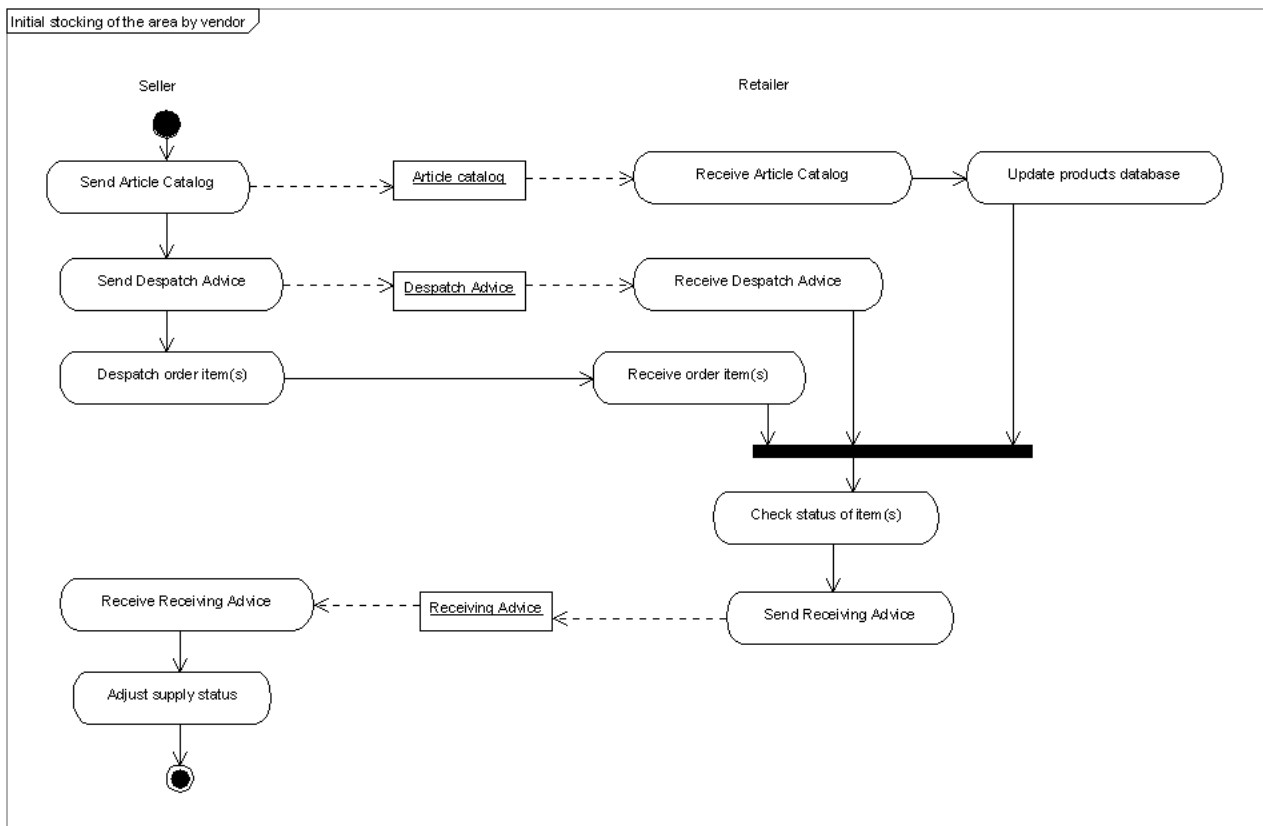 Initial stocking of the area by vendor
Seller
Retailer
Send Article Catalog
Article catalog
Receive Article Catalog
Update products database
Send Despatch Advice
Despatch Advice
Receive Despatch Advice
Despatch order item(s)
Receive order item(s)
Check status of item(s)
Receive Receiving Advice
Receiving Advice
Send Receiving Advice
Adjust supply status